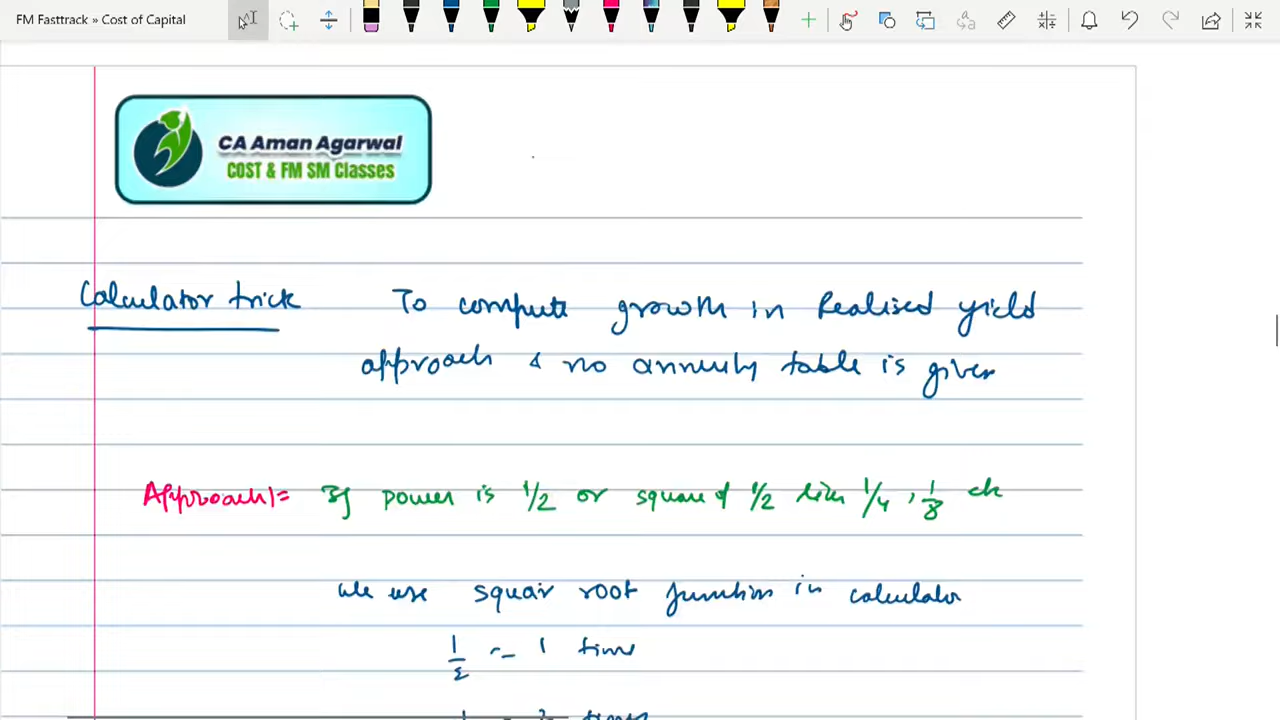 FM Fasttrack » Cost of Capital
CA Aman Agarwal
COST & FM SM Classes
Calculator trick To compute growth in Realised yield
approach & no annuity table is given
Approach 1= If power is 1/2 or square of 1/2 like 1/4, 1/8 etc
We use square root function in calculator
1/2 = 1 time